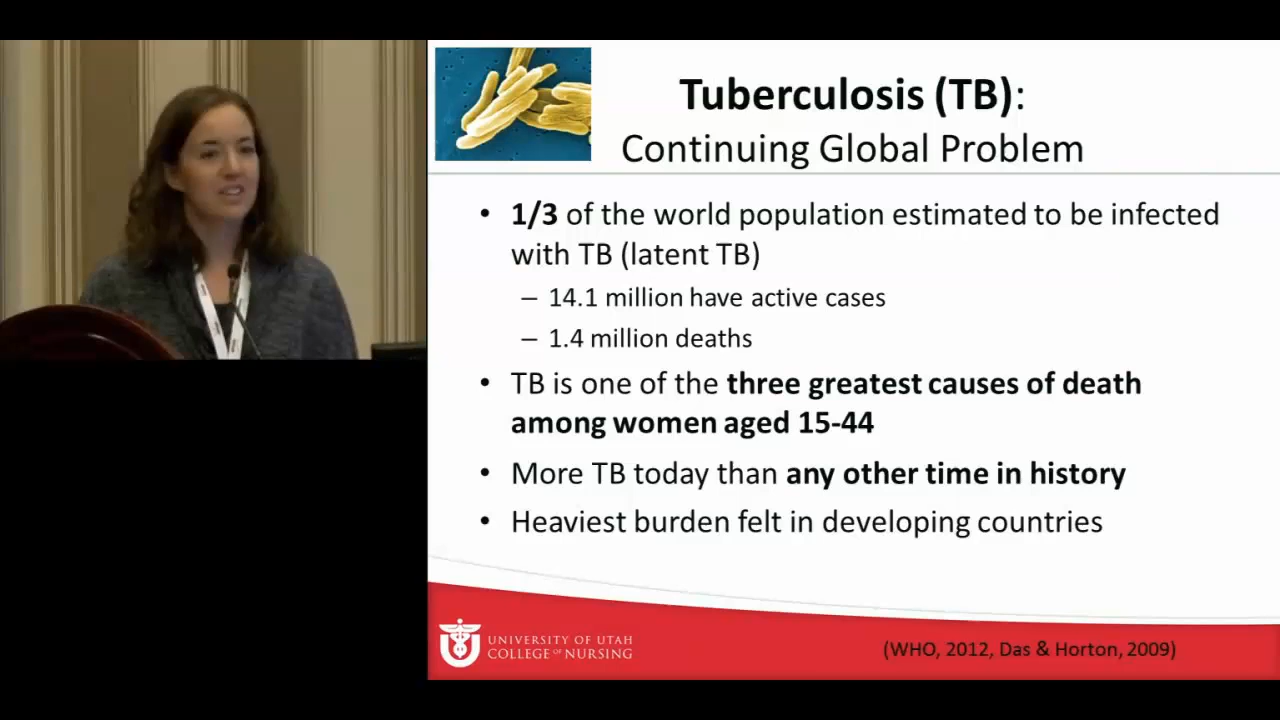 Tuberculosis (TB):
Continuing Global Problem
• 1/3 of the world population estimated to be infected
with TB (latent TB)
– 14.1 million have active cases
– 1.4 million deaths
• TB is one of the three greatest causes of death
among women aged 15-44
• More TB today than any other time in history
• Heaviest burden felt in developing countries
UNIVERSITY OF UTAH
COLLEGE OF NURSING
(WHO, 2012, Das & Horton, 2009)